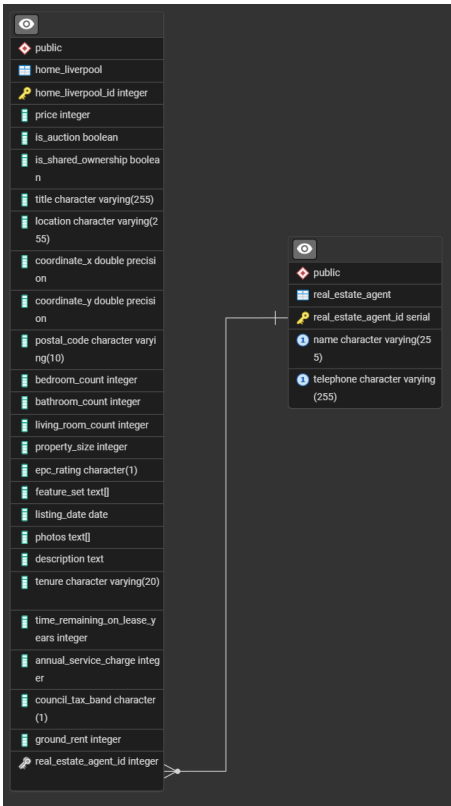 public
home_liverpool
home_liverpool_id integer
price integer
is_auction boolean
is_shared_ownership boolea
n
title character varying(255)
location character varying(2
55)
coordinate_x double precisi
on
coordinate_y double precisi
on
postal_code character varyi
ng(10)
bedroom_count integer
bathroom_count integer
living_room_count integer
property_size integer
epc_rating character(1)
feature_set text[]
listing_date date
photos text[]
description text
tenure character varying(20)
time_remaining_on_lease_y
ears integer
annual_service_charge integ
er
council_tax_band character
(1)
ground_rent integer
real_estate_agent_id integer
public
real_estate_agent
real_estate_agent_id serial
1 name character varying(25
5)
1 telephone character varying
(255)